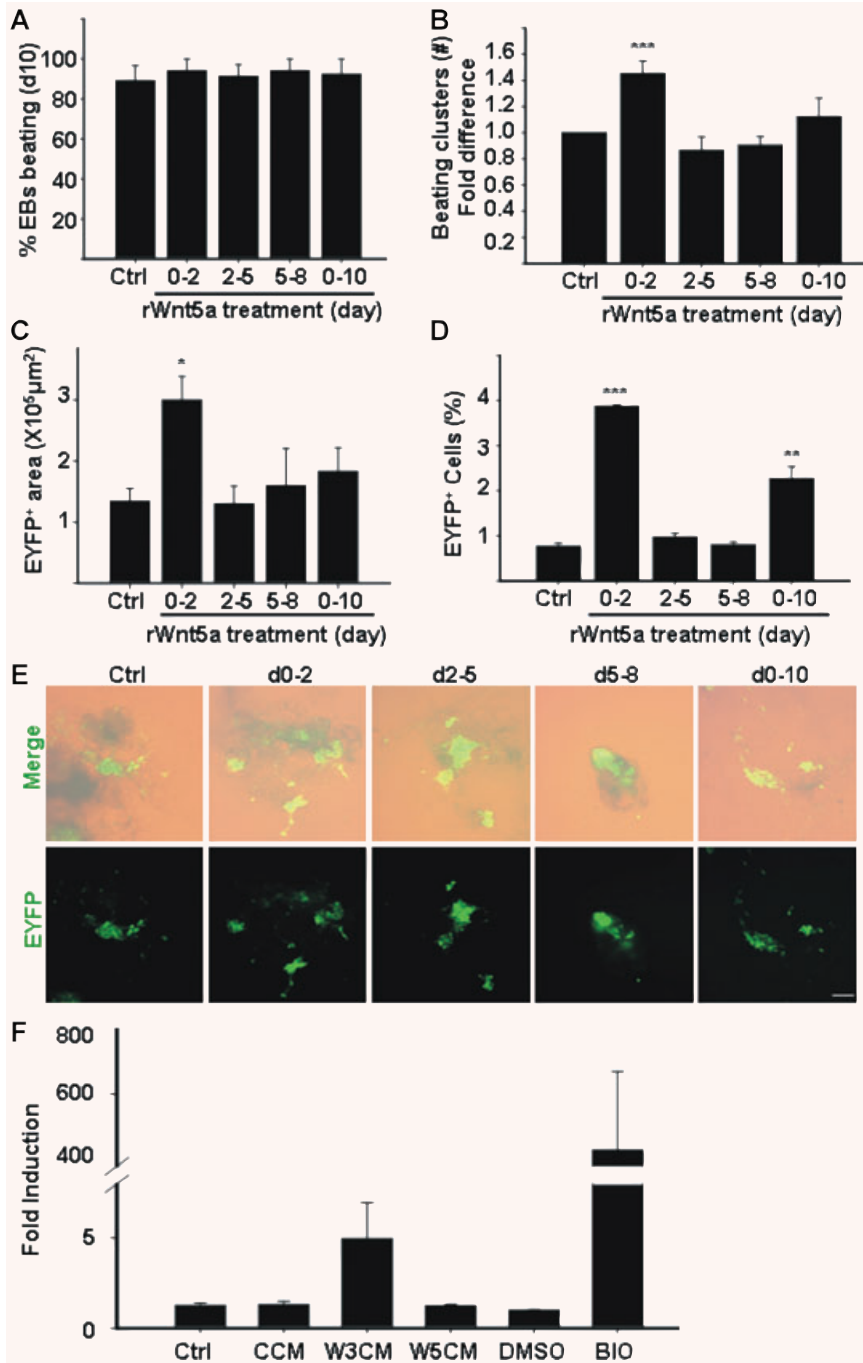 A
% EBs beating (d10)
100
80
60
40
20
Ctrl 0-2 2-5 5-8 0-10
rWnt5a treatment (day)
B
Beating clusters (#)
Fold difference
1.6
1.4
1.2
1.0
0.8
0.6
0.4
0.2
***
Ctrl 0-2 2-5 5-8 0-10
rWnt5a treatment (day)
C
3
2
1
*
Ctrl 0-2 2-5 5-8 0-10
rWnt5a treatment (day)
D
EYFP⁺ Cells (%)
4
3
2
1
***
**
Ctrl 0-2 2-5 5-8 0-10
rWnt5a treatment (day)
E
Ctrl d0-2 d2-5 d5-8 d0-10
Merge
EYFP
F
Fold Induction
800
600
400
5
0
Ctrl CCM W3CM W5CM DMSO BIO